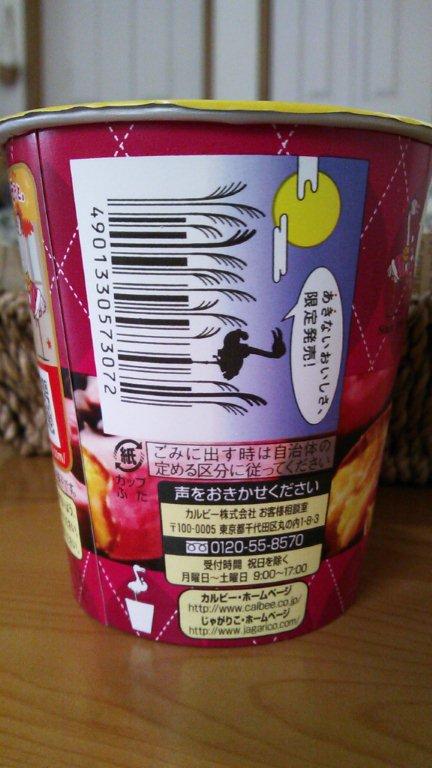 4901330573072
あきないおいしさ、
限定発売!
紙
カップ
ふた
ごみに出す時は自治体の
定める区分に従ってください
声をおきかせください
カルビー株式会社 お客様相談室
〒100-0005 東京都千代田区丸の内1-8-3
0120-55-8570
受付時間 祝日を除く
月曜日〜土曜日 9:00〜17:00
カルビー・ホームページ
http://www.calbee.co.jp/
じゃがりこ・ホームページ
http://www.jagarico.com/